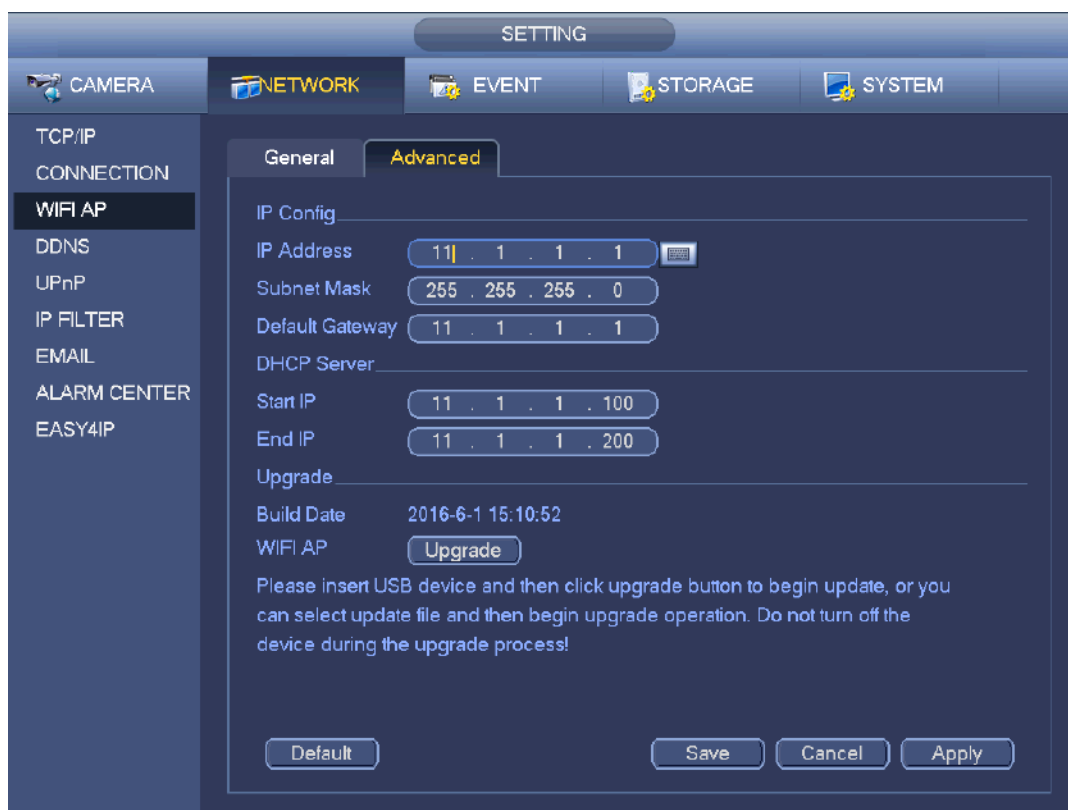 SETTING
CAMERA NETWORK EVENT STORAGE SYSTEM
TCP/IP
CONNECTION
WIFI AP
DDNS
UPnP
IP FILTER
EMAIL
ALARM CENTER
EASY4IP
General Advanced
IP Config
IP Address 11 . 1 . 1 . 1
Subnet Mask 255 . 255 . 255 . 0
Default Gateway 11 . 1 . 1 . 1
DHCP Server
Start IP 11 . 1 . 1 . 100
End IP 11 . 1 . 1 . 200
Upgrade
Build Date 2016-6-1 15:10:52
WIFI AP Upgrade
Please insert USB device and then click upgrade button to begin update, or you
can select update file and then begin upgrade operation. Do not turn off the
device during the upgrade process!
Default Save Cancel Apply